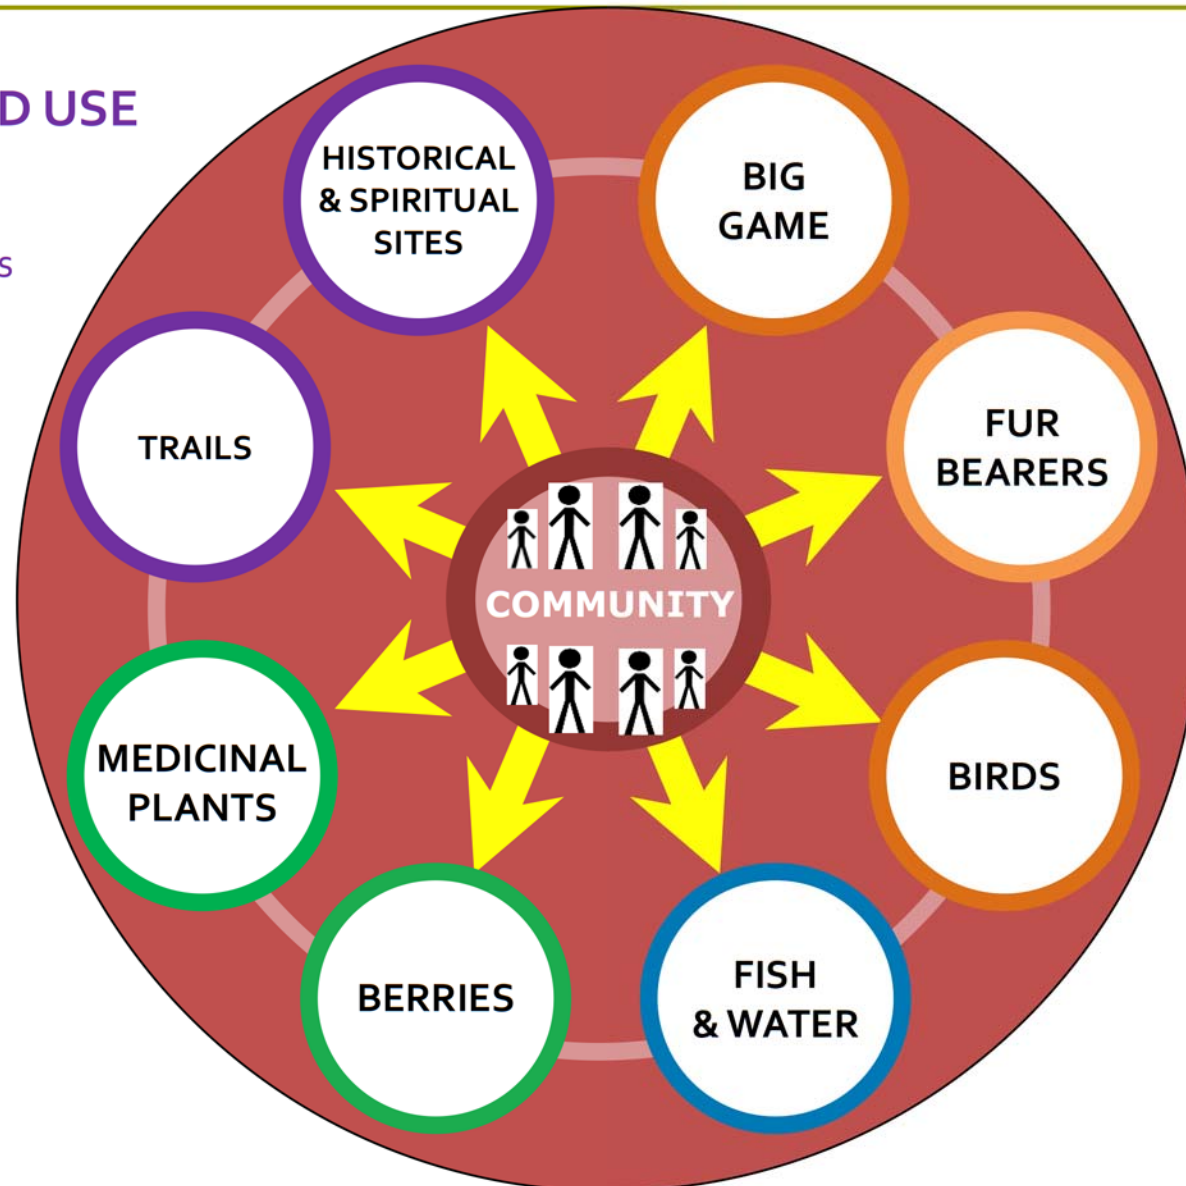 D USE
S
HISTORICAL
& SPIRITUAL
SITES
BIG
GAME
TRAILS
FUR
BEARERS
COMMUNITY
MEDICINAL
PLANTS
BIRDS
BERRIES
FISH
& WATER